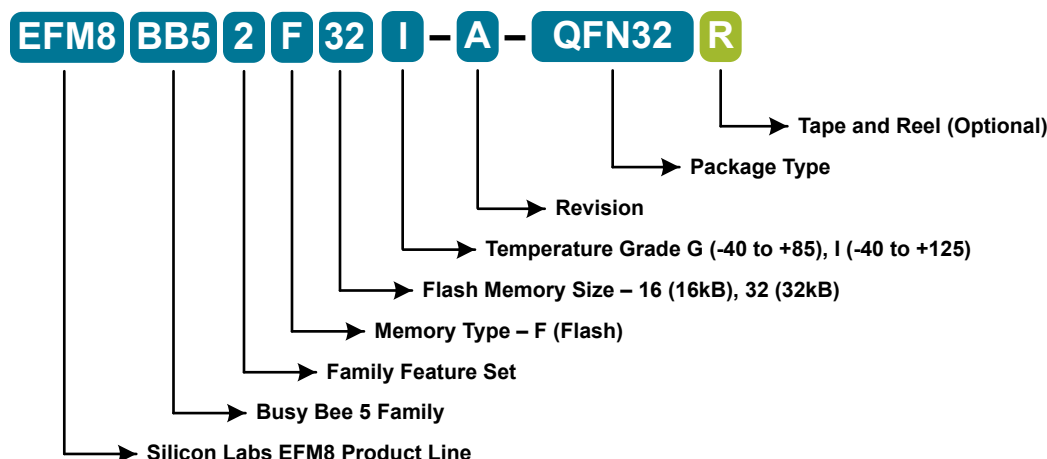 EFM8 BB5 2 F 32 I – A – QFN32 R
Tape and Reel (Optional)
Package Type
Revision
Temperature Grade G (-40 to +85), I (-40 to +125)
Flash Memory Size – 16 (16kB), 32 (32kB)
Memory Type – F (Flash)
Family Feature Set
Busy Bee 5 Family
Silicon Labs EFM8 Product Line